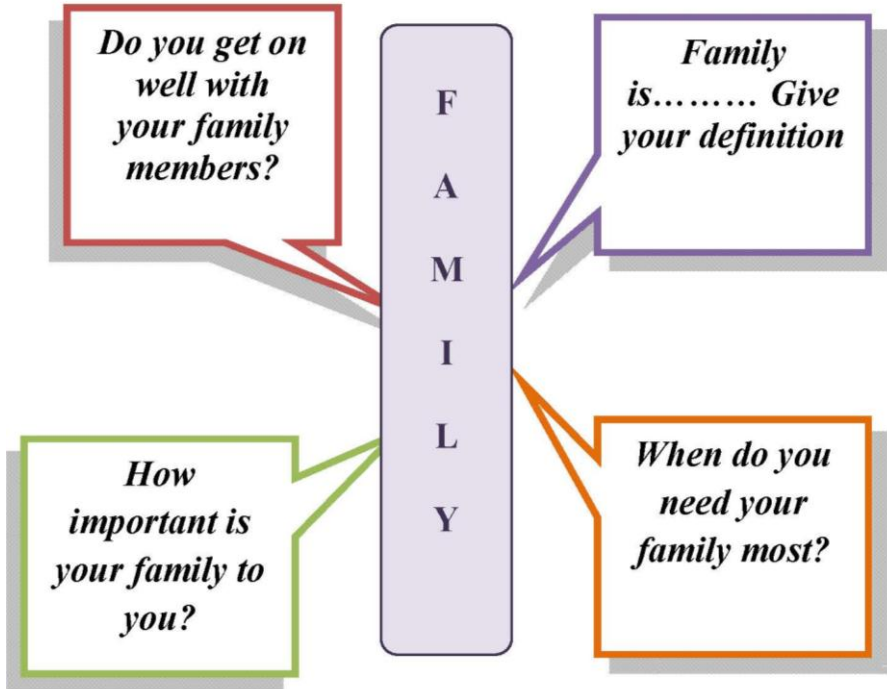 Do you get on
well with
your family
members?
F
A
M
I
L
Y
Family
is......... Give
your definition
How
important is
your family to
you?
When do you
need your
family most?